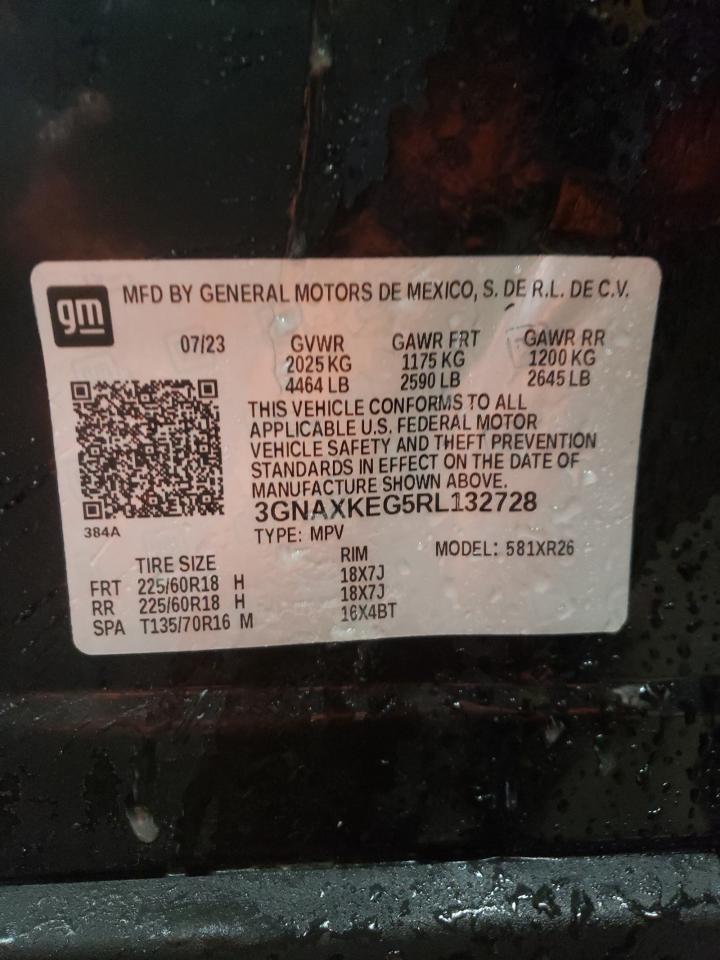 gm MFD BY GENERAL MOTORS DE MEXICO, S. DE R.L. DE C.V.
07/23 GVWR GAWR FRT GAWR RR
2025 KG 1175 KG 1200 KG
4464 LB 2590 LB 2645 LB
THIS VEHICLE CONFORMS TO ALL
APPLICABLE U.S. FEDERAL MOTOR
VEHICLE SAFETY AND THEFT PREVENTION
STANDARDS IN EFFECT ON THE DATE OF
MANUFACTURE SHOWN ABOVE.
3GNAXKEG5RL132728
384A TYPE: MPV MODEL: 581XR26
TIRE SIZE RIM
FRT 225/60R18 H 18X7J
RR 225/60R18 H 18X7J
SPA T135/70R16 M 16X4BT